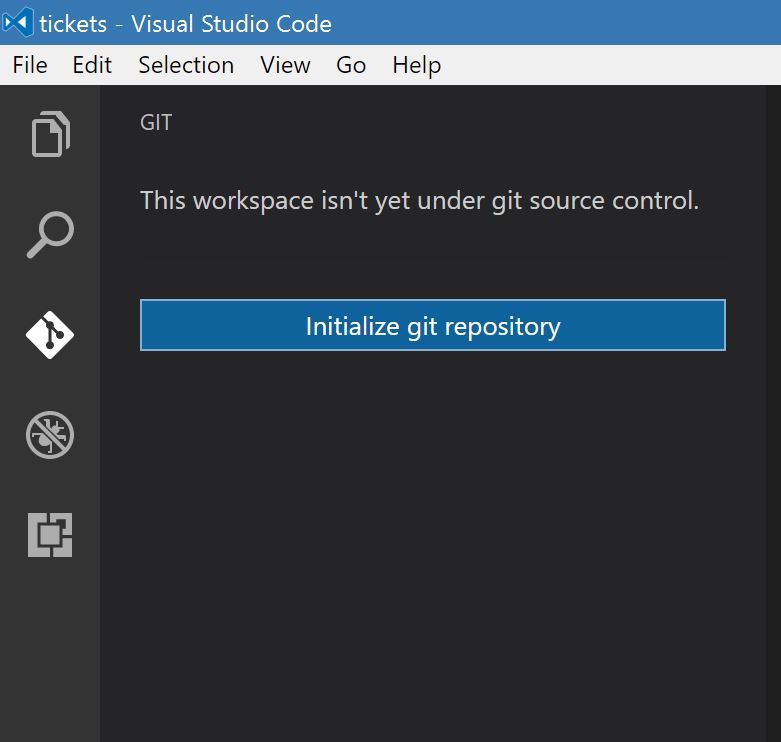 tickets - Visual Studio Code
File Edit Selection View Go Help
GIT
This workspace isn't yet under git source control.
Initialize git repository